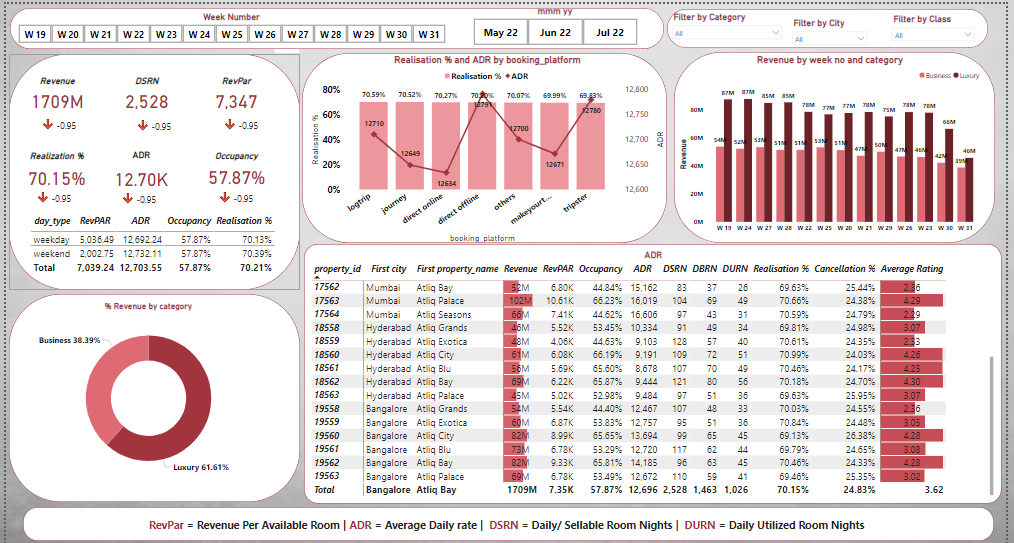 Week Number
W 19 W 20 W 21 W 22 W 23 W 24 W 25 W 26 W 27 W 28 W 29 W 30 W 31
mmm yy
May 22 Jun 22 Jul 22
Filter by Category
All
Filter by City
All
Filter by Class
All
Revenue DSRN RevPar
1709M 2,528 7,347
-0.95 -0.95 -0.95
Realization % ADR Occupancy
70.15% 12.70K 57.87%
-0.95 -0.95 -0.95
day_type RevPAR ADR Occupancy Realisation %
weekday 5,036.49 12,692.24 57.87% 70.13%
weekend 2,002.75 12,732.11 57.87% 70.39%
Total 7,039.24 12,703.55 57.87% 70.21%
Realisation % and ADR by booking_platform
Realisation % ADR
80% 60% 40% 20% 0%
Realisation %
70.59% 70.52% 70.27% 70.07% 69.99% 69.83%
12710 12649 12634 12791 12700 12671 12780
12,800 12,750 12,700 12,650 12,600
ADR
logtrip journey direct online direct offline others makeyourt... tripster
booking_platform
Revenue by week no and category
Business Luxury
Revenue
80M 60M 40M 20M 0M
87M 87M 85M 85M 78M 77M 77M 78M 78M 78M 78M 66M 46M
54M 52M 53M 51M 51M 53M 51M 47M 50M 47M 46M 42M 39M
W 19 W 24 W 28 W 22 W 25 W 20 W 21 W 29 W 26 W 27 W 23 W 30 W 31
% Revenue by category
Business 38.39%
Luxury 61.61%
ADR
property_id First city First property_name Revenue RevPAR Occupancy ADR DSRN DBRN DURN Realisation % Cancellation % Average Rating
17562 Mumbai Atliq Bay 52M 6.80K 44.84% 15,162 83 37 26 69.63% 25.44% 2.36
17563 Mumbai Atliq Palace 102M 10.61K 66.23% 16,019 104 69 49 70.66% 24.38% 4.29
17564 Mumbai Atliq Seasons 66M 7.41K 44.62% 16,606 97 43 31 70.59% 24.79% 2.29
18558 Hyderabad Atliq Grands 46M 5.52K 53.45% 10,334 91 49 34 69.81% 24.98% 3.07
18559 Hyderabad Atliq Exotica 48M 4.06K 44.63% 9,103 128 57 40 70.61% 24.35% 2.33
18560 Hyderabad Atliq City 61M 6.08K 66.19% 9,191 109 72 51 70.99% 24.03% 4.26
18561 Hyderabad Atliq Blu 56M 5.69K 65.60% 8,678 107 70 49 70.46% 24.17% 4.25
18562 Hyderabad Atliq Bay 69M 6.22K 65.87% 9,444 121 80 56 70.18% 24.70% 4.30
18563 Hyderabad Atliq Palace 45M 5.02K 52.98% 9,484 97 51 36 69.63% 25.95% 3.07
19558 Bangalore Atliq Grands 54M 5.54K 44.40% 12,467 107 48 33 70.03% 24.55% 2.36
19559 Bangalore Atliq Exotica 60M 6.87K 53.83% 12,757 95 51 36 70.84% 24.48% 3.05
19560 Bangalore Atliq City 82M 8.99K 65.65% 13,694 99 65 45 69.13% 26.38% 4.28
19561 Bangalore Atliq Blu 73M 6.78K 53.29% 12,720 117 62 44 69.79% 24.65% 3.08
19562 Bangalore Atliq Bay 82M 9.33K 65.81% 14,185 96 63 45 70.46% 24.33% 4.28
19563 Bangalore Atliq Palace 69M 6.78K 53.49% 12,672 110 59 41 69.46% 25.35% 3.02
Total Bangalore Atliq Bay 1709M 7.35K 57.87% 12,696 2,528 1,463 1,026 70.15% 24.83% 3.62
RevPar = Revenue Per Available Room | ADR = Average Daily rate | DSRN = Daily/ Sellable Room Nights | DURN = Daily Utilized Room Nights